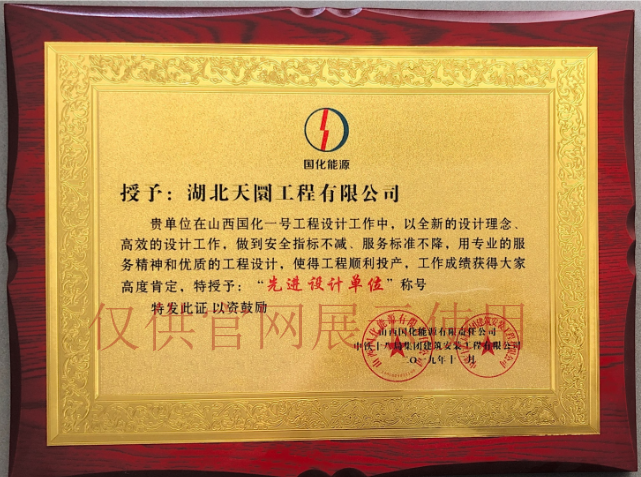 国化能源
授予：湖北天圜工程有限公司
贵单位在山西国化一号工程设计工作中，以全新的设计理念、
高效的设计工作，做到安全指标不减、服务标准不降，用专业的服
务精神和优质的工程设计，使得工程顺利投产，工作成绩获得大家
高度肯定，特授予：“先进设计单位”称号
特发此证 以资鼓励
仅供官网展示使用
山西国化能源有限责任公司
中铁十八局集团建筑安装工程有限公司
二〇一九年十一月